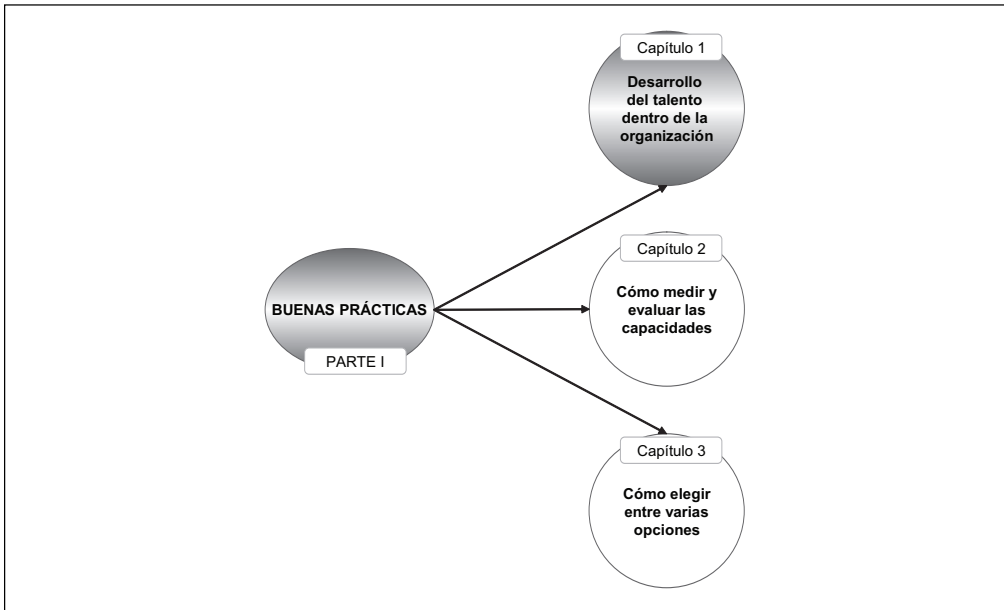 Capítulo 1
Desarrollo
del talento
dentro de la
organización
BUENAS PRÁCTICAS
PARTE I
Capítulo 2
Cómo medir y
evaluar las
capacidades
Capítulo 3
Cómo elegir
entre varias
opciones